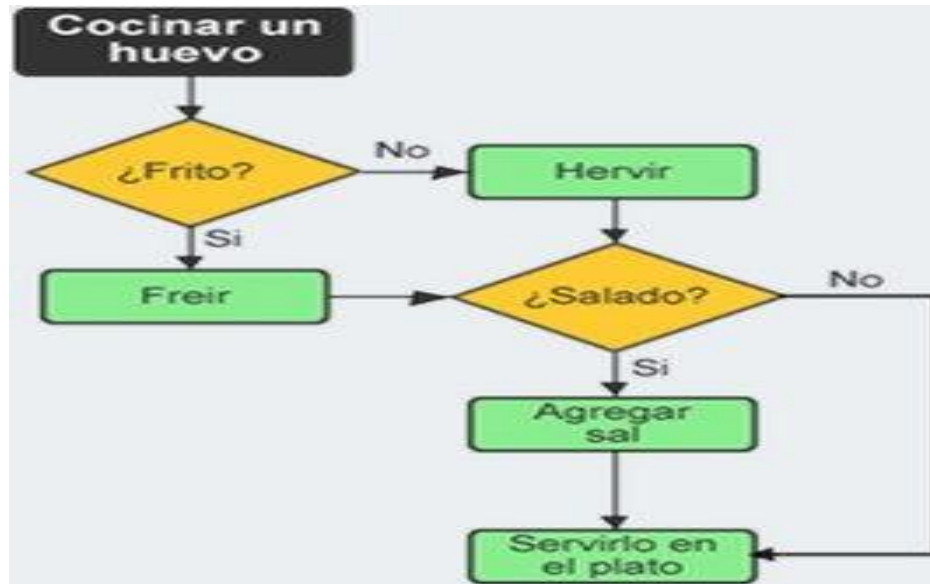 Cocinar un
huevo
¿Frito?
No
Hervir
Si
Freir
¿Salado?
No
Si
Agregar
sal
Servirlo en
el plato